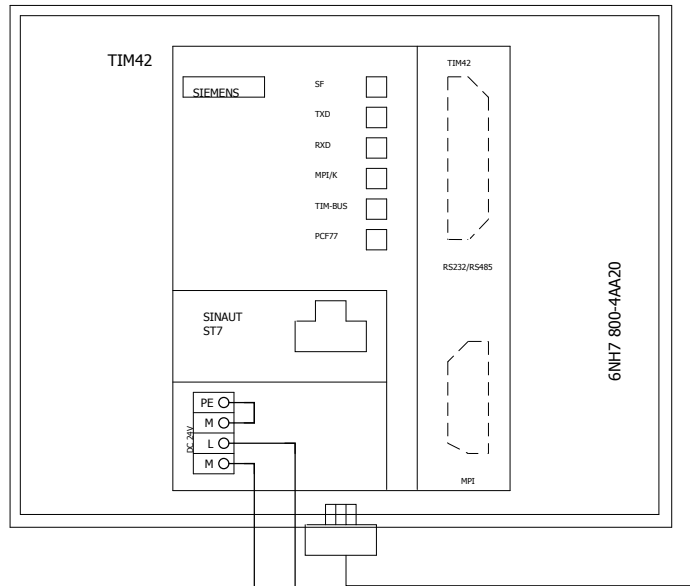 TIM42
SIEMENS
SF
TXD
RXD
MPI/K
TIM-BUS
PCF77
TIM42
RS232/RS485
SINAUT
ST7
PE
M
L
M
DC 24V
MPI
6NH7 800-4AA20